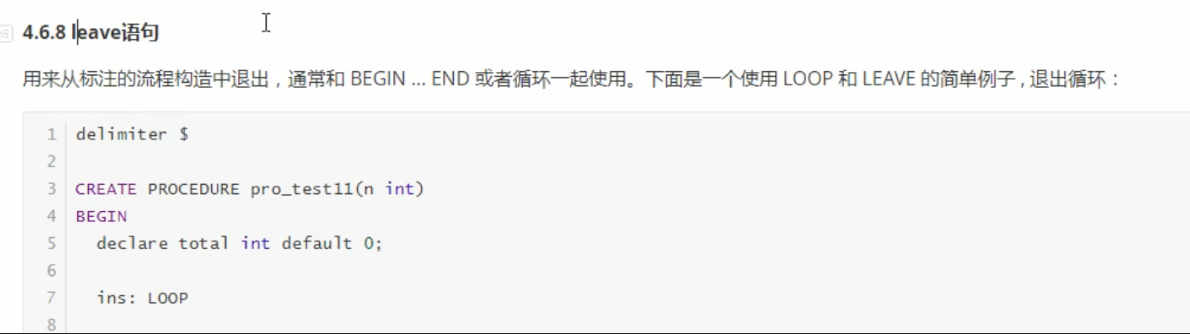 4.6.8 leave语句
用来从标注的流程构造中退出，通常和 BEGIN ... END 或者循环一起使用。下面是一个使用 LOOP 和 LEAVE 的简单例子 , 退出循环：
1 delimiter $
2
3 CREATE PROCEDURE pro_test11(n int)
4 BEGIN
5 declare total int default 0;
6
7 ins: LOOP
8